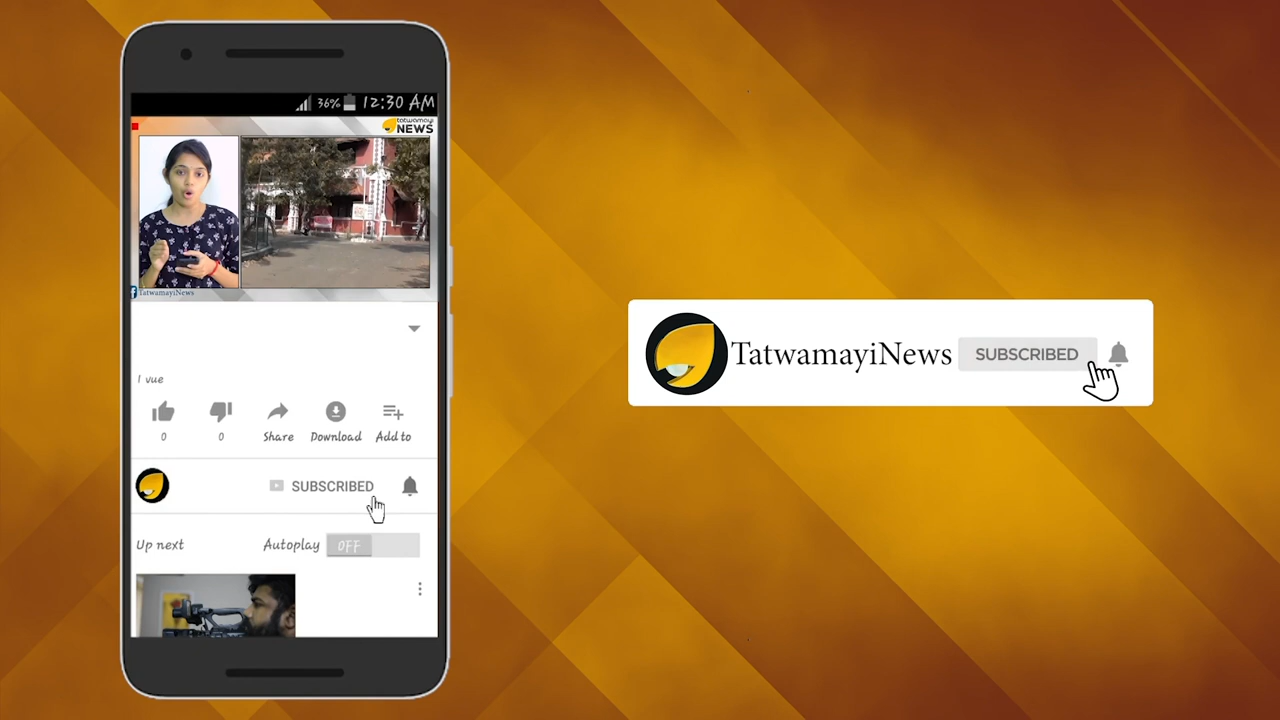 36% 12:30 AM
tatwamayi
NEWS
TatwamayiNews
1 vue
0 0 Share Download Add to
SUBSCRIBED
Up next Autoplay OFF
TatwamayiNews SUBSCRIBED